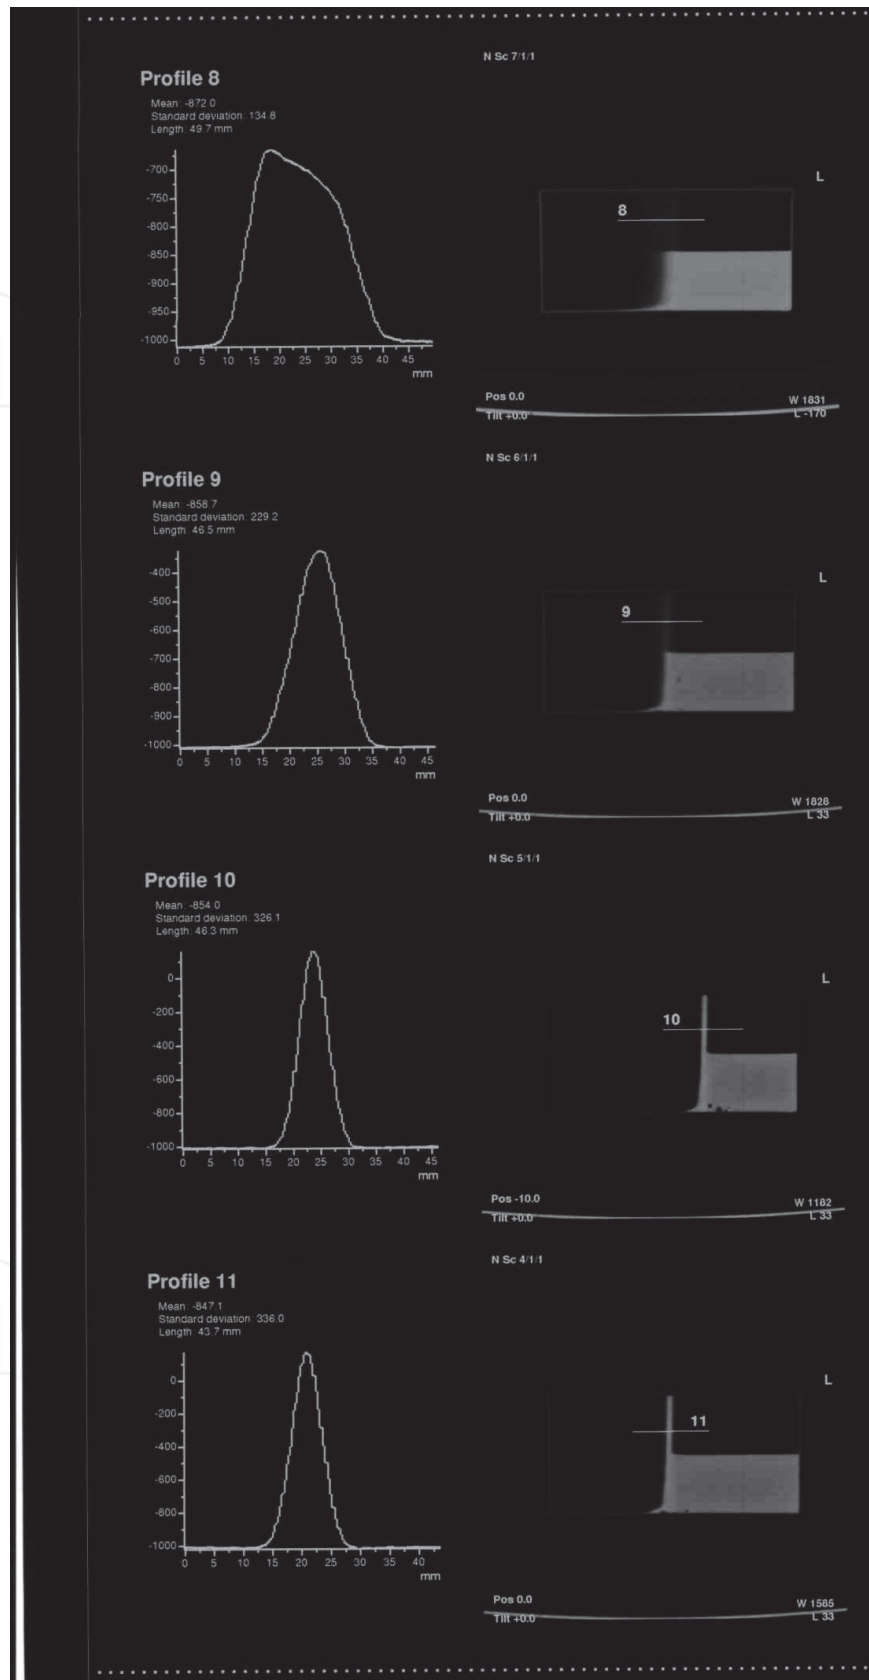 N Sc 7/1/1
Profile 8
Mean: -872.0
Standard deviation: 134.8
Length: 49.7 mm
-700
-750
-800
-850
-900
-950
-1000
0 5 10 15 20 25 30 35 40 45
mm
L
8
Pos 0.0
Tilt +0.0
W 1831
L -170
N Sc 6/1/1
Profile 9
Mean: -858.7
Standard deviation: 229.2
Length: 46.5 mm
-400
-500
-600
-700
-800
-900
-1000
0 5 10 15 20 25 30 35 40 45
mm
L
9
Pos 0.0
Tilt +0.0
W 1828
L 33
N Sc 5/1/1
Profile 10
Mean: -854.0
Standard deviation: 326.1
Length: 46.3 mm
0
-200
-400
-600
-800
-1000
0 5 10 15 20 25 30 35 40 45
mm
L
10
Pos -10.0
Tilt +0.0
W 1182
L 33
N Sc 4/1/1
Profile 11
Mean: -847.1
Standard deviation: 336.0
Length: 43.7 mm
0
-200
-400
-600
-800
-1000
0 5 10 15 20 25 30 35 40
mm
L
11
Pos 0.0
Tilt +0.0
W 1585
L 33